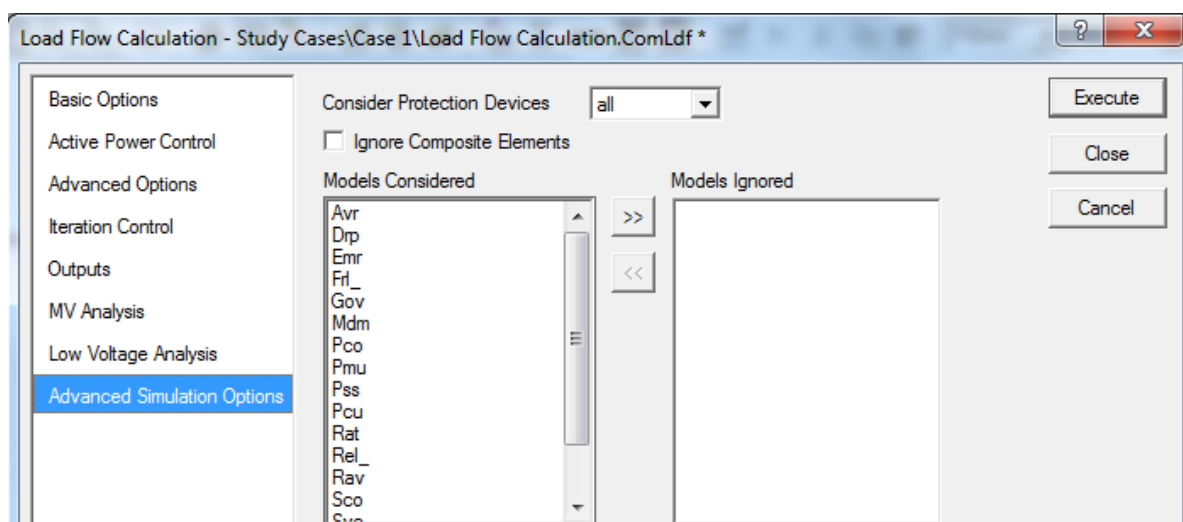 Load Flow Calculation - Study Cases\Case 1\Load Flow Calculation.ComLdf *
Basic Options
Active Power Control
Advanced Options
Iteration Control
Outputs
MV Analysis
Low Voltage Analysis
Advanced Simulation Options
Consider Protection Devices
all
Ignore Composite Elements
Models Considered
Avr
Drp
Emr
Frl_
Gov
Mdm
Pco
Pmu
Pss
Pcu
Rat
Rel_
Rav
Sco
>>
<<
Models Ignored
Execute
Close
Cancel